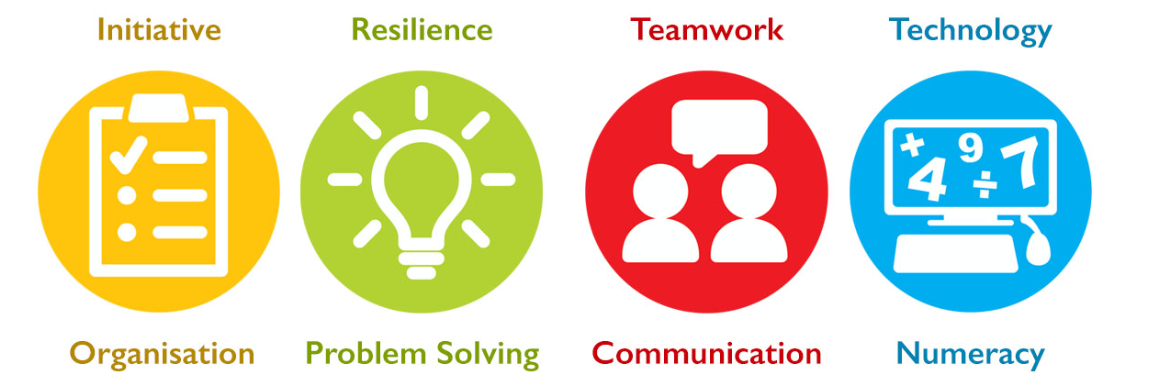 Initiative Resilience Teamwork Technology
+ 4 9 ÷ 7
Organisation Problem Solving Communication Numeracy